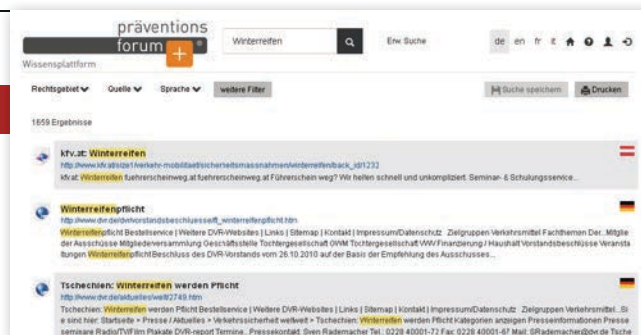 präventions
forum + ®
Wissensplattform
Winterreifen
Erw. Suche
de en fr it
Rechtsgebiet Quelle Sprache weitere Filter
Suche speichern Drucken
1659 Ergebnisse
kfv.at: Winterreifen
http://www.kfv.at/size1/verkehr-mobilitaet/sicherheitsmassnahmen/winterreifen/back_id/1232
kfv.at: Winterreifen fuehrerscheinweg.at fuehrerscheinweg.at Führerschein weg? Wir helfen schnell und unkompliziert. Seminar- & Schulungsservice...
Winterreifenpflicht
http://www.dvr.de/dvr/vorstandsbeschluesse/ft_winterreifenpflicht.htm
Winterreifenpflicht Bestellservice | Weitere DVR-Websites | Links | Sitemap | Kontakt | Impressum/Datenschutz Zielgruppen Verkehrsmittel Fachthemen Der...Mitglie
der Ausschüsse Mitgliederversammlung Geschäftsstelle Tochtergesellschaft GWM Tochtergesellschaft VWV Finanzierung / Haushalt Vorstandsbeschlüsse Veransta
ltungen Winterreifenpflicht Beschluss des DVR-Vorstands vom 26.10.2010 auf der Basis der Empfehlung des Ausschusses...
Tschechien: Winterreifen werden Pflicht
http://www.dvr.de/aktuelles/welt/2749.htm
Tschechien: Winterreifen werden Pflicht Bestellservice | Weitere DVR-Websites | Links | Sitemap | Kontakt | Impressum/Datenschutz Zielgruppen Verkehrsmittel...Si
e sind hier: Startseite > Presse / Aktuelles > Verkehrssicherheit weltweit > Tschechien: Winterreifen werden Pflicht Kategorien anzeigen Presseinformationen Presse
seminare Radio/TV/Film Plakate DVR-report Termine...Pressekontakt: Sven Rademacher Tel.: 0228 40001-72 Fax: 0228 40001-67 Mail: SRademacher@dvr.de Tsche